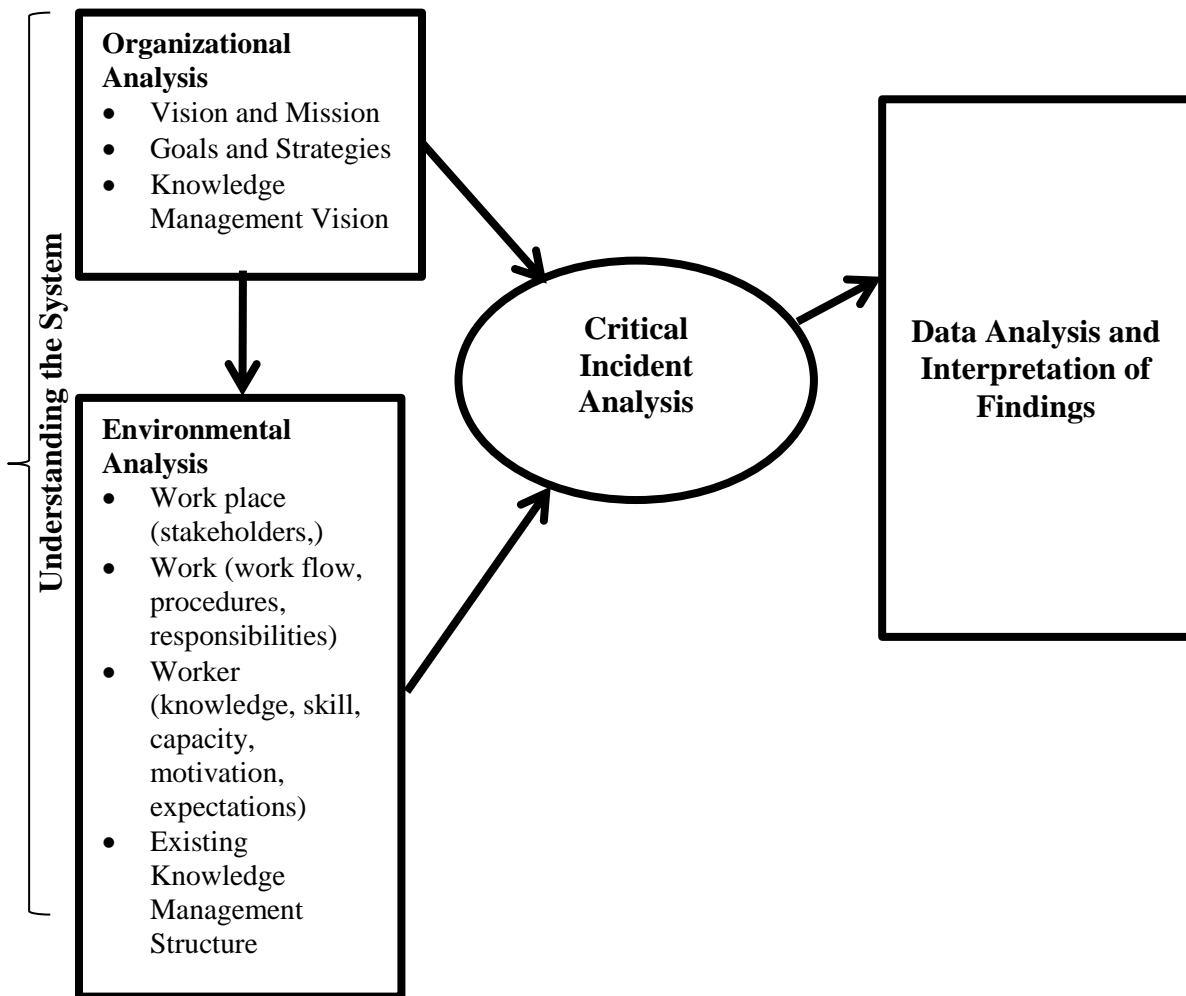 Understanding the System
Organizational
Analysis
• Vision and Mission
• Goals and Strategies
• Knowledge
Management Vision
Environmental
Analysis
• Work place
(stakeholders,)
• Work (work flow,
procedures,
responsibilities)
• Worker
(knowledge, skill,
capacity,
motivation,
expectations)
• Existing
Knowledge
Management
Structure
Critical
Incident
Analysis
Data Analysis and
Interpretation of
Findings